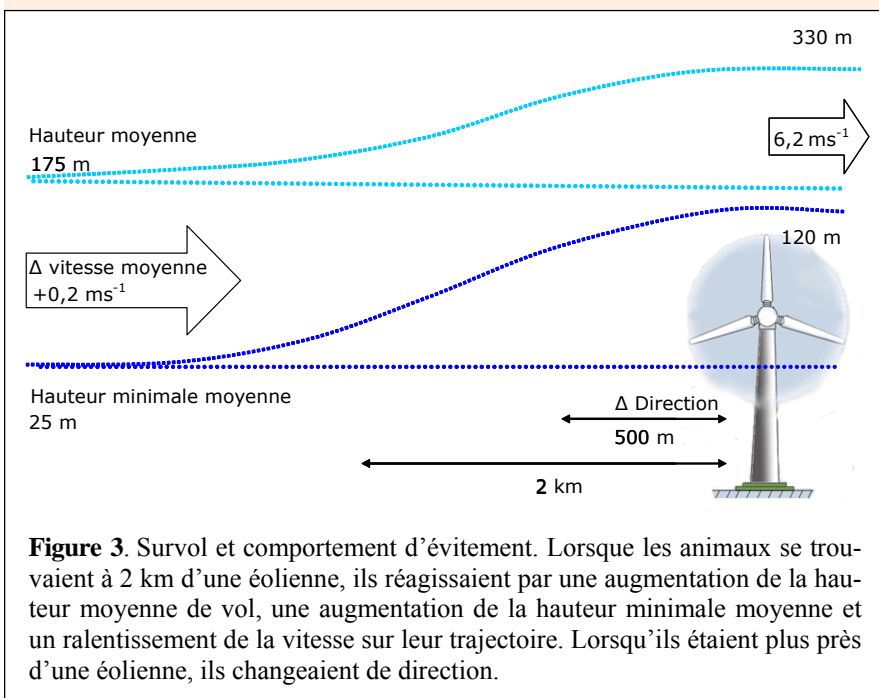 330 m
Hauteur moyenne
175 m
6,2 ms⁻¹
120 m
Δ vitesse moyenne
+0,2 ms⁻¹
Hauteur minimale moyenne
25 m
Δ Direction
500 m
2 km
Figure 3. Survol et comportement d’évitement. Lorsque les animaux se trou-
vaient à 2 km d’une éolienne, ils réagissaient par une augmentation de la hau-
teur moyenne de vol, une augmentation de la hauteur minimale moyenne et
un ralentissement de la vitesse sur leur trajectoire. Lorsqu’ils étaient plus près
d’une éolienne, ils changeaient de direction.